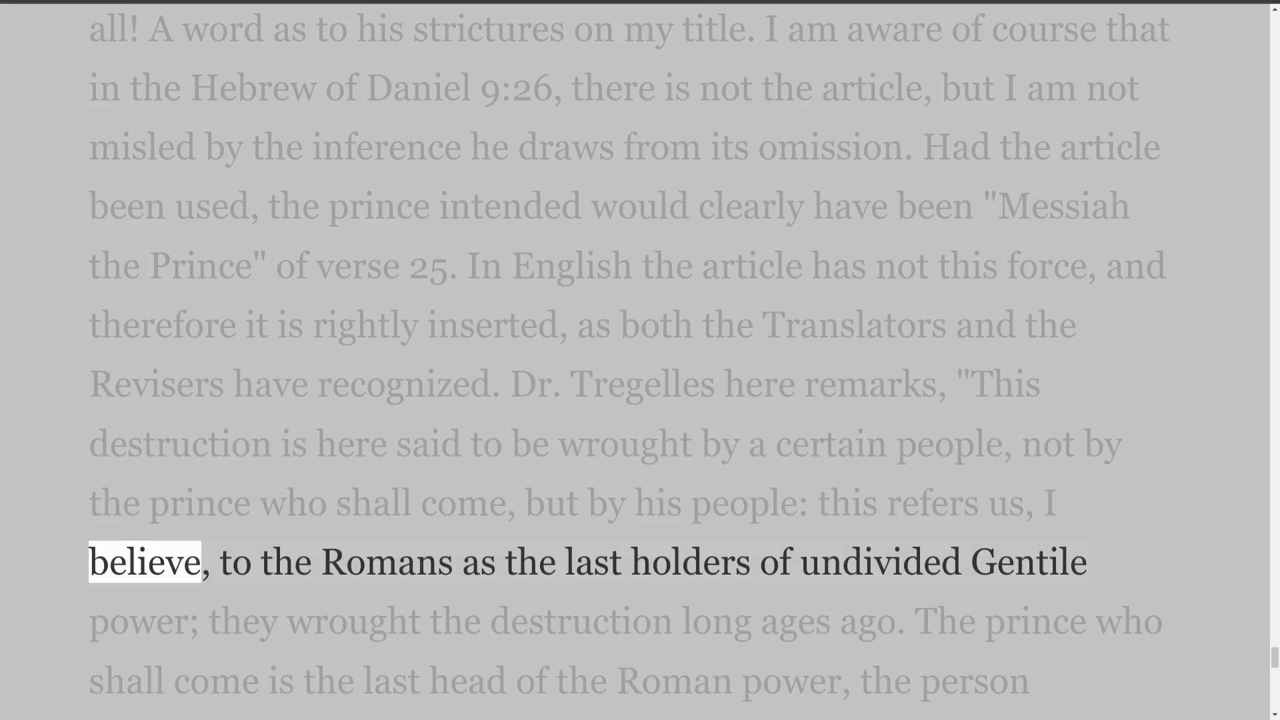 all! A word as to his strictures on my title. I am aware of course that
in the Hebrew of Daniel 9:26, there is not the article, but I am not
misled by the inference he draws from its omission. Had the article
been used, the prince intended would clearly have been "Messiah
the Prince" of verse 25. In English the article has not this force, and
therefore it is rightly inserted, as both the Translators and the
Revisers have recognized. Dr. Tregelles here remarks, "This
destruction is here said to be wrought by a certain people, not by
the prince who shall come, but by his people: this refers us, I
believe, to the Romans as the last holders of undivided Gentile
power; they wrought the destruction long ages ago. The prince who
shall come is the last head of the Roman power, the person